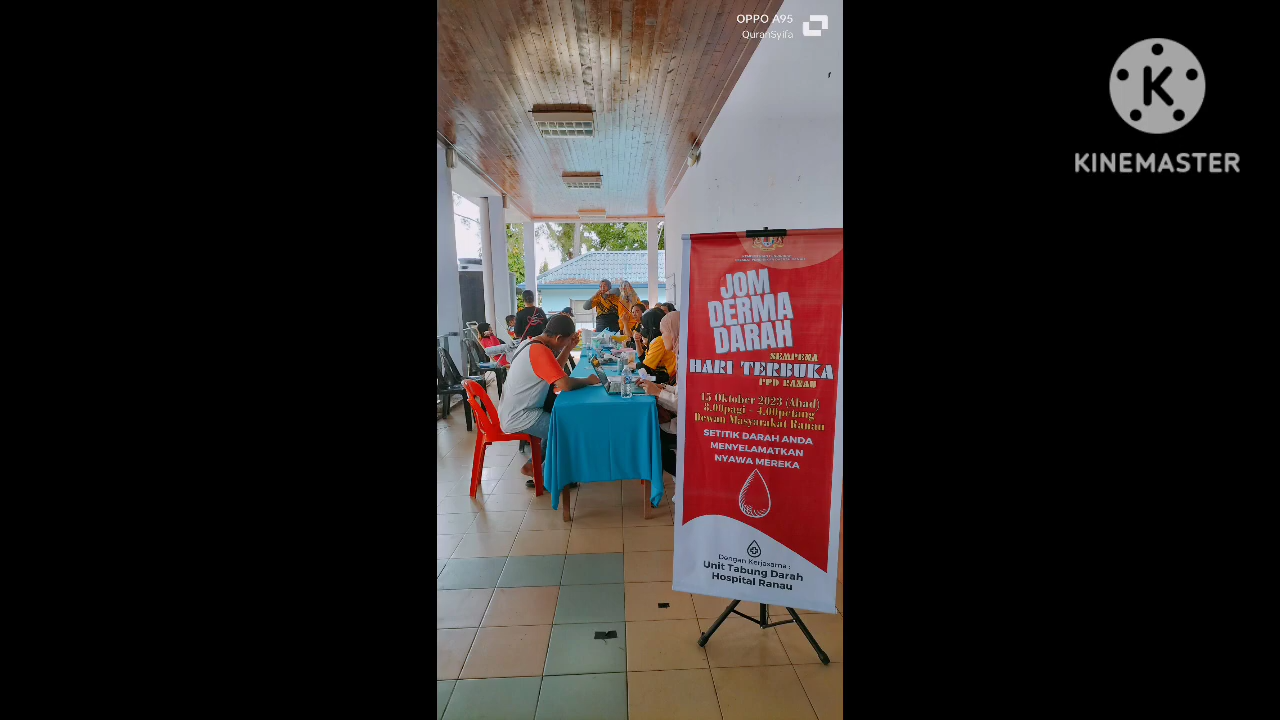 OPPO A95
QuranSyifa
KINEMASTER
JOM
DERMA
DARAH
SEMPENA
HARI TERBUKA
PPD RANAU
15 Oktober 2023 (Ahad)
8.00pagi - 4.00petang
Dewan Masyarakat Ranau
SETITIK DARAH ANDA
MENYELAMATKAN
NYAWA MEREKA
Dengan Kerjasama :
Unit Tabung Darah
Hospital Ranau